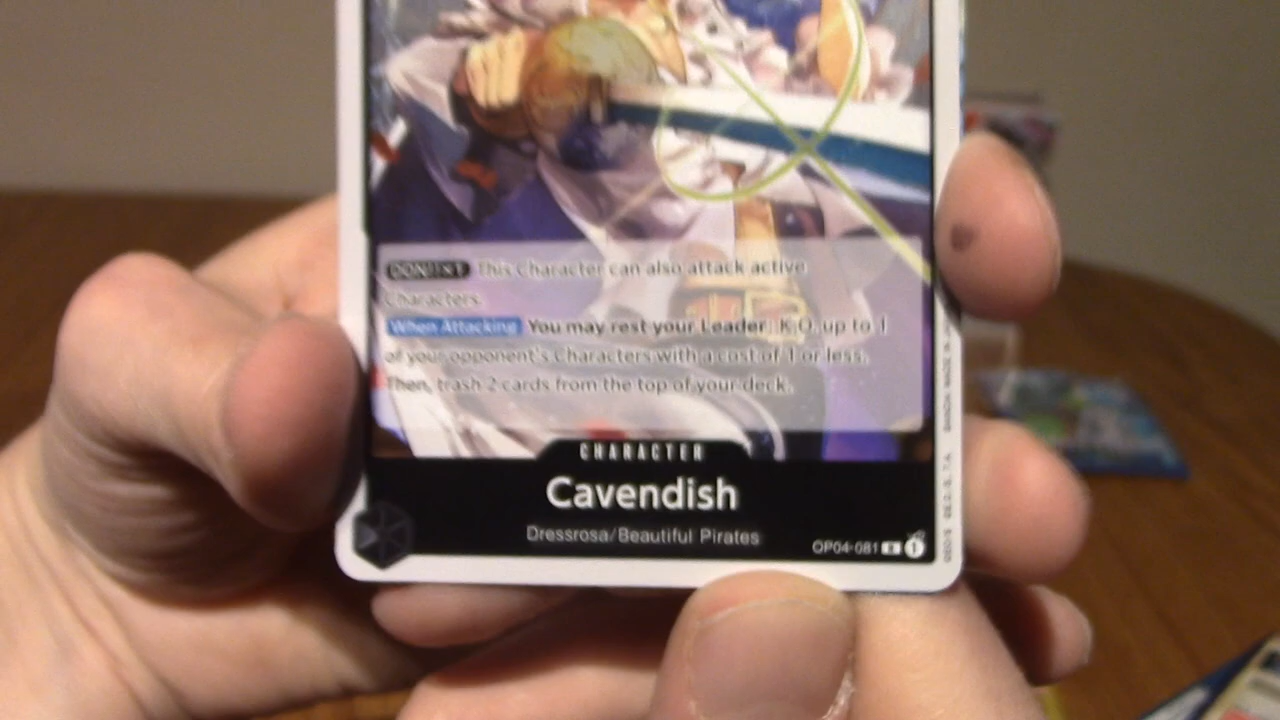 DON!!×1 This Character can also attack active
Characters.
When Attacking You may rest your Leader: K.O. up to 1
of your opponent's Characters with a cost of 1 or less.
Then, trash 2 cards from the top of your deck.
CHARACTER
Cavendish
Dressrosa/Beautiful Pirates
OP04-081 R 1